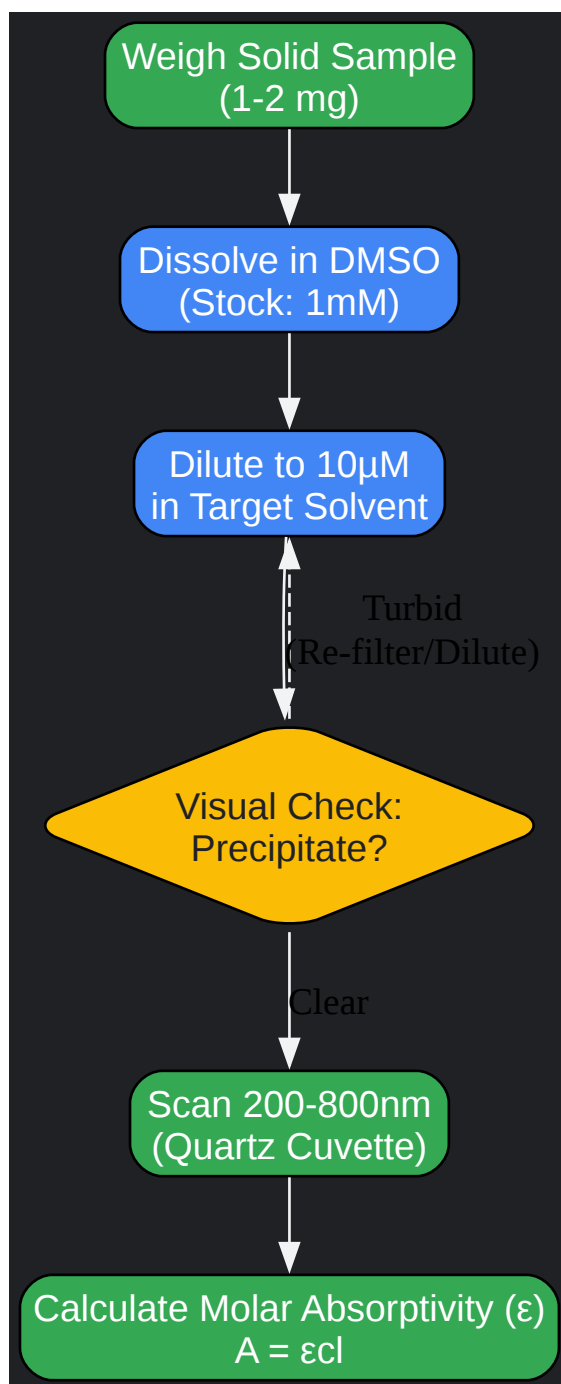 Weigh Solid Sample
(1-2 mg)
Dissolve in DMSO
(Stock: 1mM)
Dilute to 10µM
in Target Solvent
Turbid
(Re-filter/Dilute)
Visual Check:
Precipitate?
Clear
Scan 200-800nm
(Quartz Cuvette)
Calculate Molar Absorptivity (ε)
A = εcl